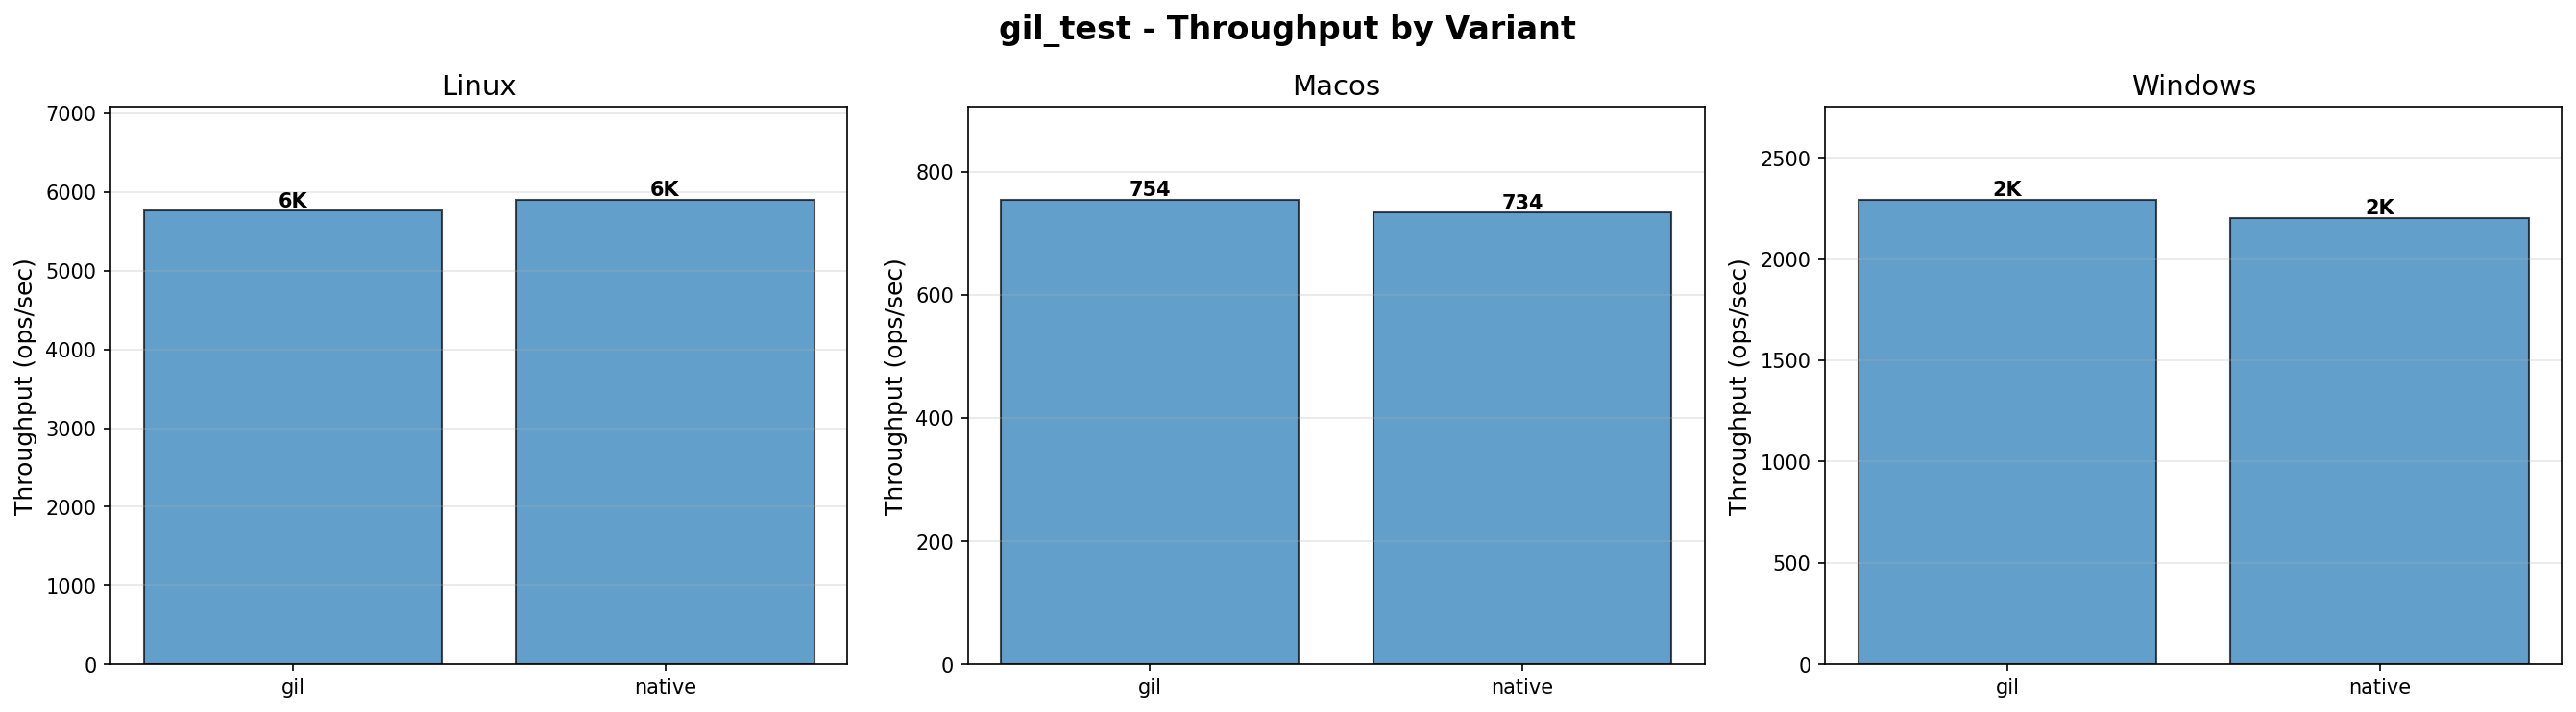 gil_test - Throughput by Variant
Linux
Throughput (ops/sec)
7000
6000
5000
4000
3000
2000
1000
0
6K
6K
gil
native
Macos
Throughput (ops/sec)
800
600
400
200
0
754
734
gil
native
Windows
Throughput (ops/sec)
2500
2000
1500
1000
500
0
2K
2K
gil
native